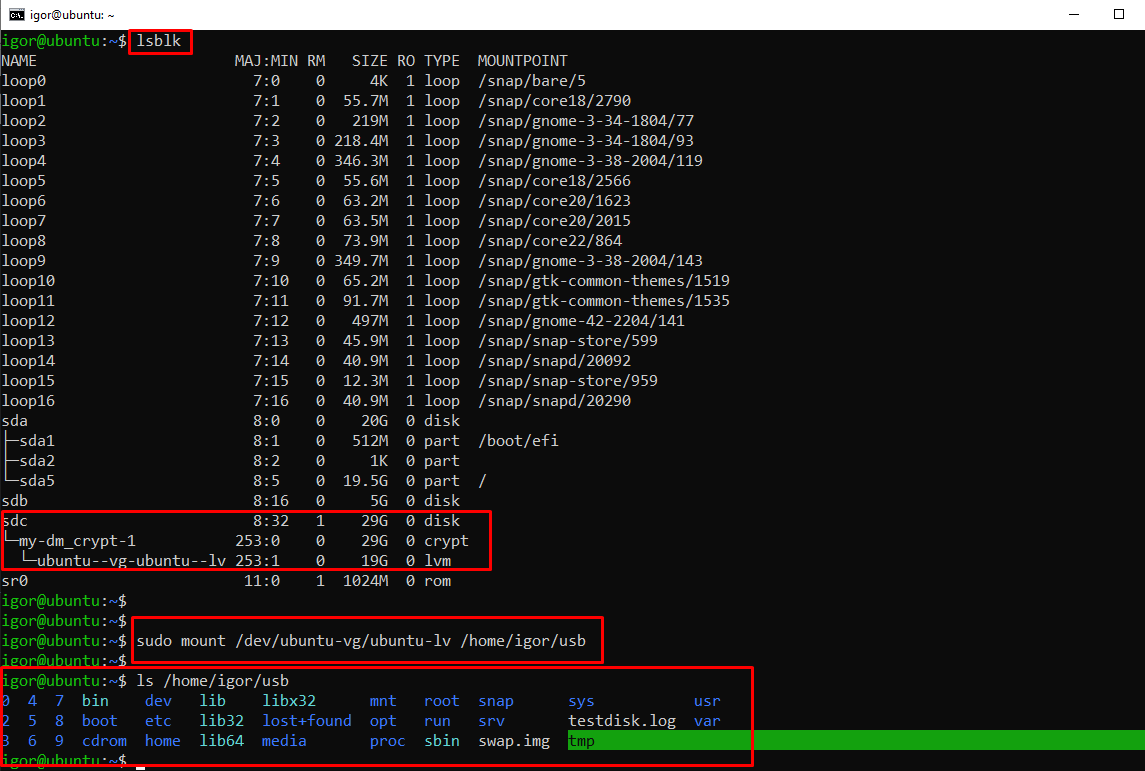 igor@ubuntu: ~
igor@ubuntu:~$ lsblk
NAME MAJ:MIN RM SIZE RO TYPE MOUNTPOINT
loop0 7:0 0 4K 1 loop /snap/bare/5
loop1 7:1 0 55.7M 1 loop /snap/core18/2790
loop2 7:2 0 219M 1 loop /snap/gnome-3-34-1804/77
loop3 7:3 0 218.4M 1 loop /snap/gnome-3-34-1804/93
loop4 7:4 0 346.3M 1 loop /snap/gnome-3-38-2004/119
loop5 7:5 0 55.6M 1 loop /snap/core18/2566
loop6 7:6 0 63.2M 1 loop /snap/core20/1623
loop7 7:7 0 63.5M 1 loop /snap/core20/2015
loop8 7:8 0 73.9M 1 loop /snap/core22/864
loop9 7:9 0 349.7M 1 loop /snap/gnome-3-38-2004/143
loop10 7:10 0 65.2M 1 loop /snap/gtk-common-themes/1519
loop11 7:11 0 91.7M 1 loop /snap/gtk-common-themes/1535
loop12 7:12 0 497M 1 loop /snap/gnome-42-2204/141
loop13 7:13 0 45.9M 1 loop /snap/snap-store/599
loop14 7:14 0 40.9M 1 loop /snap/snapd/20092
loop15 7:15 0 12.3M 1 loop /snap/snap-store/959
loop16 7:16 0 40.9M 1 loop /snap/snapd/20290
sda 8:0 0 20G 0 disk
├─sda1 8:1 0 512M 0 part /boot/efi
├─sda2 8:2 0 1K 0 part
└─sda5 8:5 0 19.5G 0 part /
sdb 8:16 0 5G 0 disk
sdc 8:32 1 29G 0 disk
└─my-dm_crypt-1 253:0 0 29G 0 crypt
└─ubuntu--vg-ubuntu--lv 253:1 0 19G 0 lvm
sr0 11:0 1 1024M 0 rom
igor@ubuntu:~$
igor@ubuntu:~$
igor@ubuntu:~$ sudo mount /dev/ubuntu-vg/ubuntu-lv /home/igor/usb
igor@ubuntu:~$
igor@ubuntu:~$ ls /home/igor/usb
0 4 7 bin dev lib libx32 mnt root snap sys usr
2 5 8 boot etc lib32 lost+found opt run srv testdisk.log var
3 6 9 cdrom home lib64 media proc sbin swap.img tmp
igor@ubuntu:~$